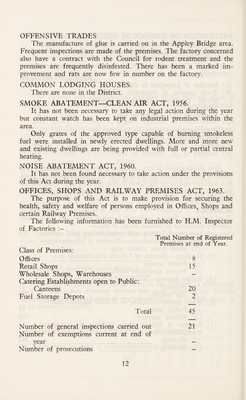 OFFENSIVE TRADES
The manufacture of glue is carried on in the Appley Bridge area.
Frequent inspections are made of the premises. The factory concerned
also have a contract with the Council for rodent treatment and the
premises are frequently disinfested. There has been a marked im-
provement and rats are now few in number on the factory.
COMMON LODGING HOUSES.
There are none in the District.
SMOKE ABATEMENT—CLEAN AIR ACT, 1956.
It has not been necessary to take any legal action during the year
but constant watch has been kept on industrial premises within the
area.
Only grates of the approved type capable of burning smokeless
fuel were installed in newly erected dwellings. More and more new
and existing dwellings are being provided with full or partial central
heating.
NOISE ABATEMENT ACT, 1960.
It has not been found necessary to take action under the provisions
of this Act during the year.
OFFICES, SHOPS AND RAILWAY PREMISES ACT, 1963.
The purpose of this Act is to make provision for securing the
health, safety and welfare of persons employed in Offices, Shops and
certain Railway Premises.
The following information has been furnished to H.M. Inspector
of Factories :–
Total Number of Registered
Premises at end of Year.
Class of Premises:
Offices 8
Retail Shops 15
Wholesale Shops, Warehouses –
Catering Establishments open to Public:
Canteens 20
Fuel Storage Depots 2
Total 45
Number of general inspections carried out 21
Number of exemptions current at end of
year –
Number of prosecutions –
12